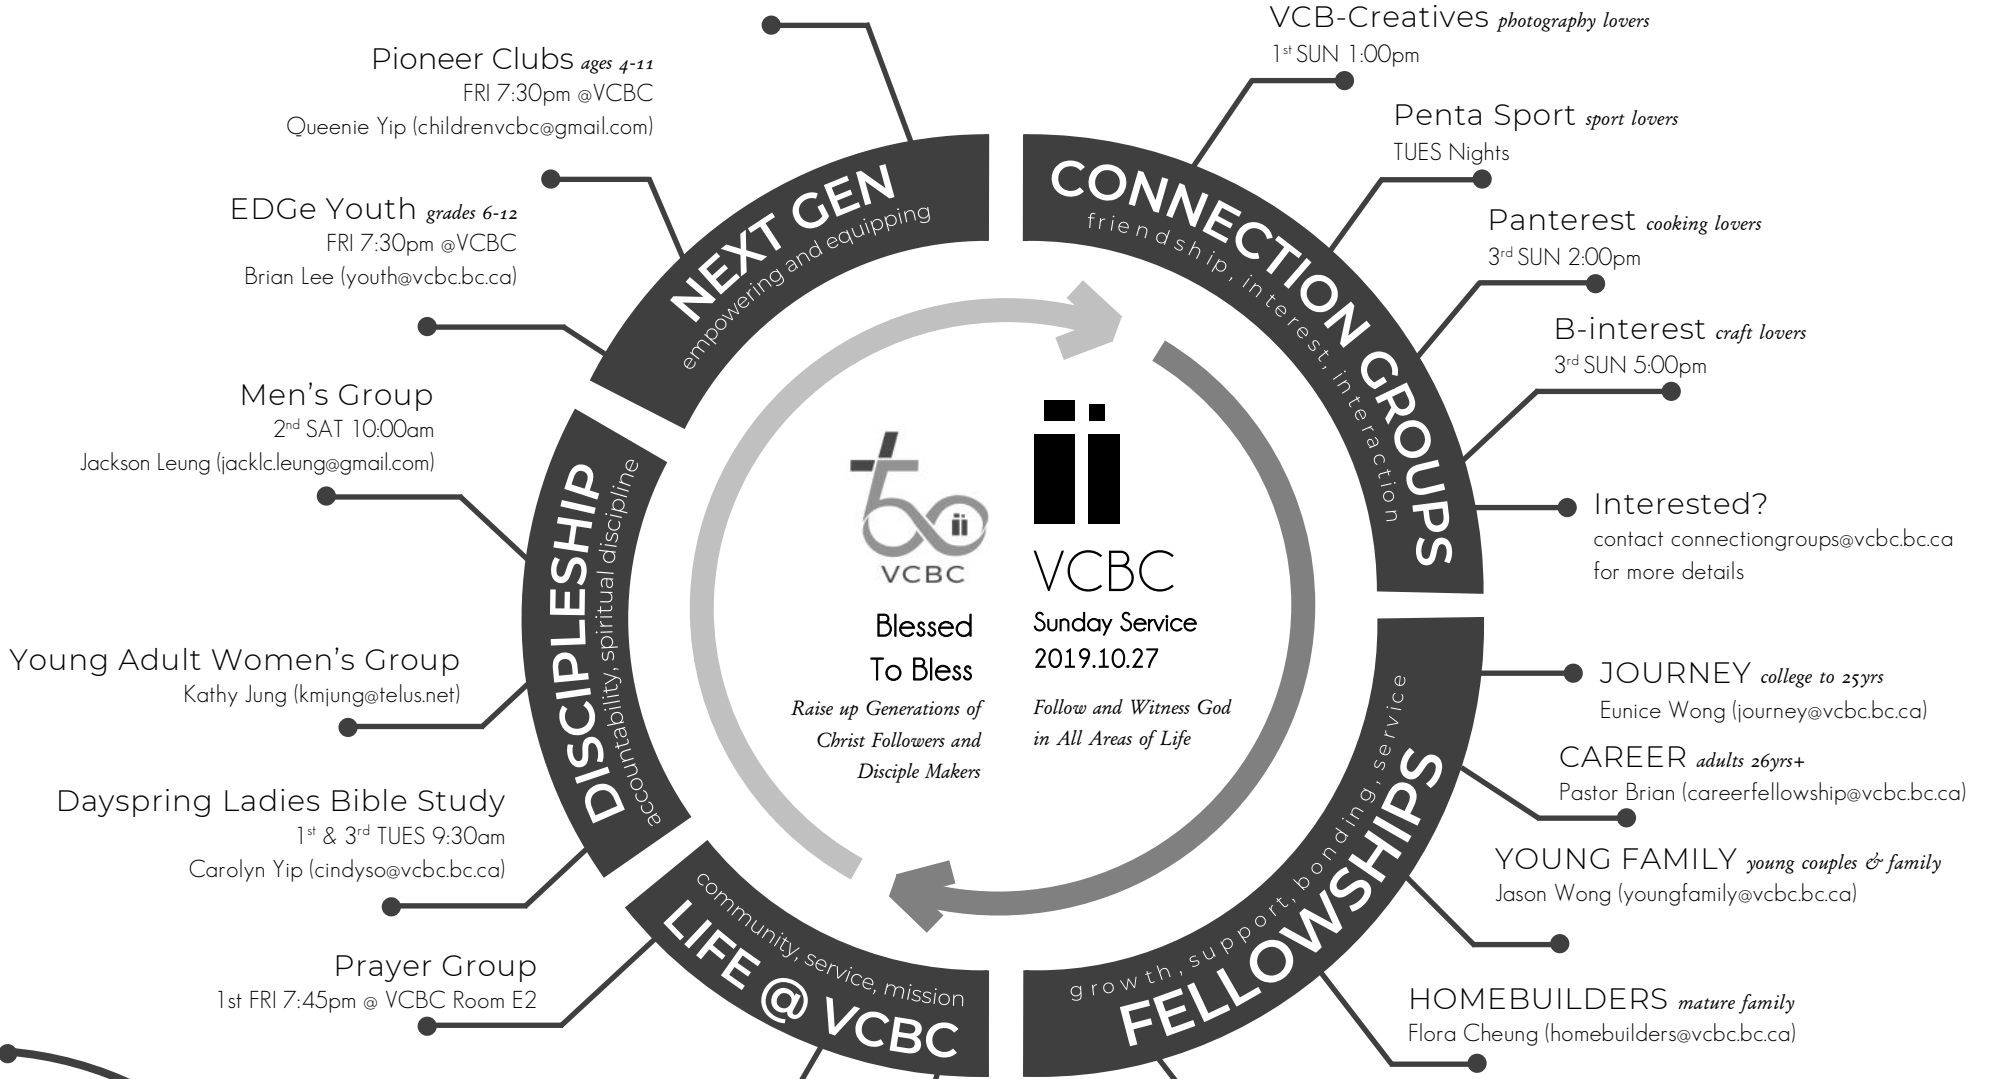 Pioneer Clubs ages 4-11
FRI 7:30pm @VCBC
Queenie Yip (childrenvcbc@gmail.com)
EDGe Youth grades 6-12
FRI 7:30pm @VCBC
Brian Lee (youth@vcbc.bc.ca)
Men’s Group
2nd SAT 10:00am
Jackson Leung (jacklc.leung@gmail.com)
Young Adult Women’s Group
Kathy Jung (kmjung@telus.net)
Dayspring Ladies Bible Study
1st & 3rd TUES 9:30am
Carolyn Yip (cindyso@vcbc.bc.ca)
Prayer Group
1st FRI 7:45pm @ VCBC Room E2
NEXT GEN
empowering and equipping
DISCIPLESHIP
accountability, spiritual discipline
LIFE @ VCBC
community, service, mission
VCBC
Blessed
To Bless
Raise up Generations of
Christ Followers and
Disciple Makers
VCBC
Sunday Service
2019.10.27
Follow and Witness God
in All Areas of Life
CONNECTION GROUPS
friendship, interest, interaction
FELLOWSHIPS
growth, support, bonding, service
VCB-Creatives photography lovers
1st SUN 1:00pm
Penta Sport sport lovers
TUES Nights
Panterest cooking lovers
3rd SUN 2:00pm
B-interest craft lovers
3rd SUN 5:00pm
Interested?
contact connectiongroups@vcbc.bc.ca
for more details
JOURNEY college to 25yrs
Eunice Wong (journey@vcbc.bc.ca)
CAREER adults 26yrs+
Pastor Brian (careerfellowship@vcbc.bc.ca)
YOUNG FAMILY young couples & family
Jason Wong (youngfamily@vcbc.bc.ca)
HOMEBUILDERS mature family
Flora Cheung (homebuilders@vcbc.bc.ca)